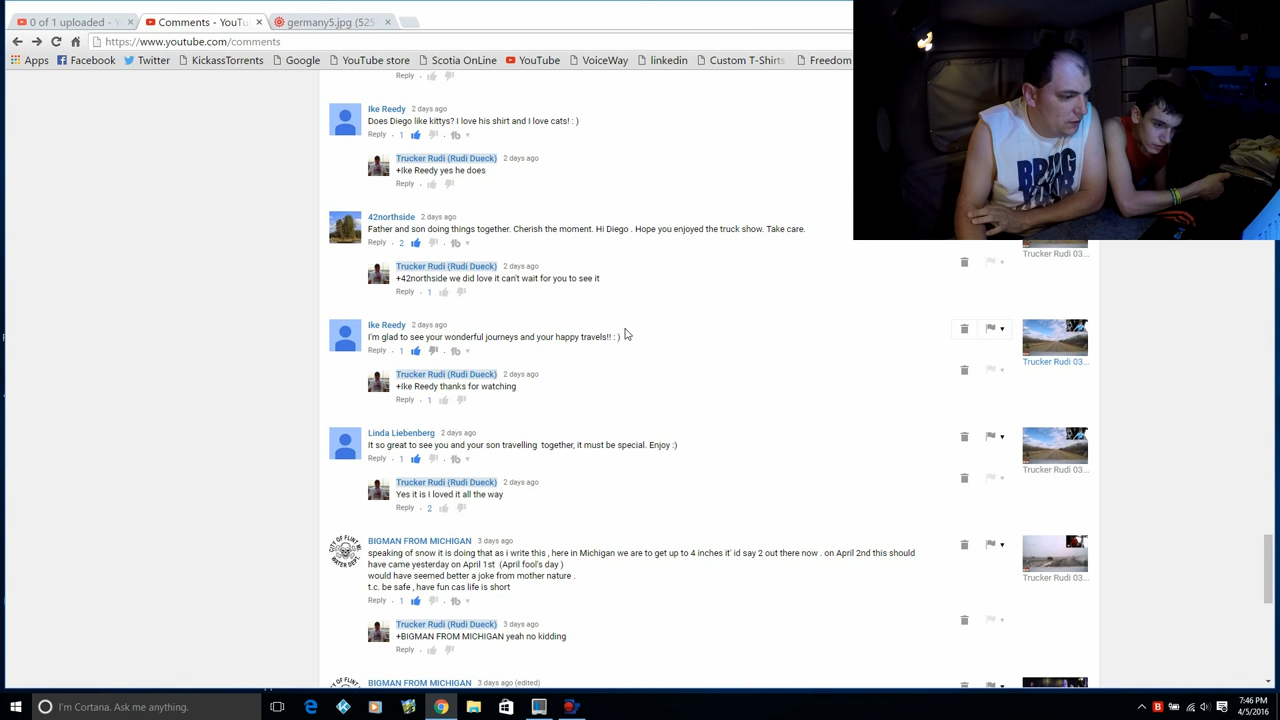 0 of 1 uploaded - Y
Comments - YouTu
germany5.jpg (525
https://www.youtube.com/comments
Apps Facebook Twitter KickassTorrents Google YouTube store Scotia OnLine YouTube VoiceWay linkedin Custom T-Shirts Freedom
Reply
Ike Reedy 2 days ago
Does Diego like kittys? I love his shirt and I love cats! : )
Reply 1
Trucker Rudi (Rudi Dueck) 2 days ago
+Ike Reedy yes he does
Reply
42northside 2 days ago
Father and son doing things together. Cherish the moment. Hi Diego . Hope you enjoyed the truck show. Take care.
Reply 2
Trucker Rudi 03...
Trucker Rudi (Rudi Dueck) 2 days ago
+42northside we did love it can't wait for you to see it
Reply 1
Ike Reedy 2 days ago
I'm glad to see your wonderful journeys and your happy travels!! : )
Reply 1
Trucker Rudi 03...
Trucker Rudi (Rudi Dueck) 2 days ago
+Ike Reedy thanks for watching
Reply 1
Linda Liebenberg 2 days ago
It so great to see you and your son travelling together, it must be special. Enjoy :)
Reply 1
Trucker Rudi 03...
Trucker Rudi (Rudi Dueck) 2 days ago
Yes it is I loved it all the way
Reply 2
CITY OF FLINT MI
WATER DEPT.
BIGMAN FROM MICHIGAN 3 days ago
speaking of snow it is doing that as i write this , here in Michigan we are to get up to 4 inches it' id say 2 out there now . on April 2nd this should
have came yesterday on April 1st (April fool's day )
would have seemed better a joke from mother nature .
t.c. be safe , have fun cas life is short
Reply 1
Trucker Rudi 03...
Trucker Rudi (Rudi Dueck) 3 days ago
+BIGMAN FROM MICHIGAN yeah no kidding
Reply
BIGMAN FROM MICHIGAN 3 days ago (edited)
I'm Cortana. Ask me anything.
7:46 PM
4/5/2016